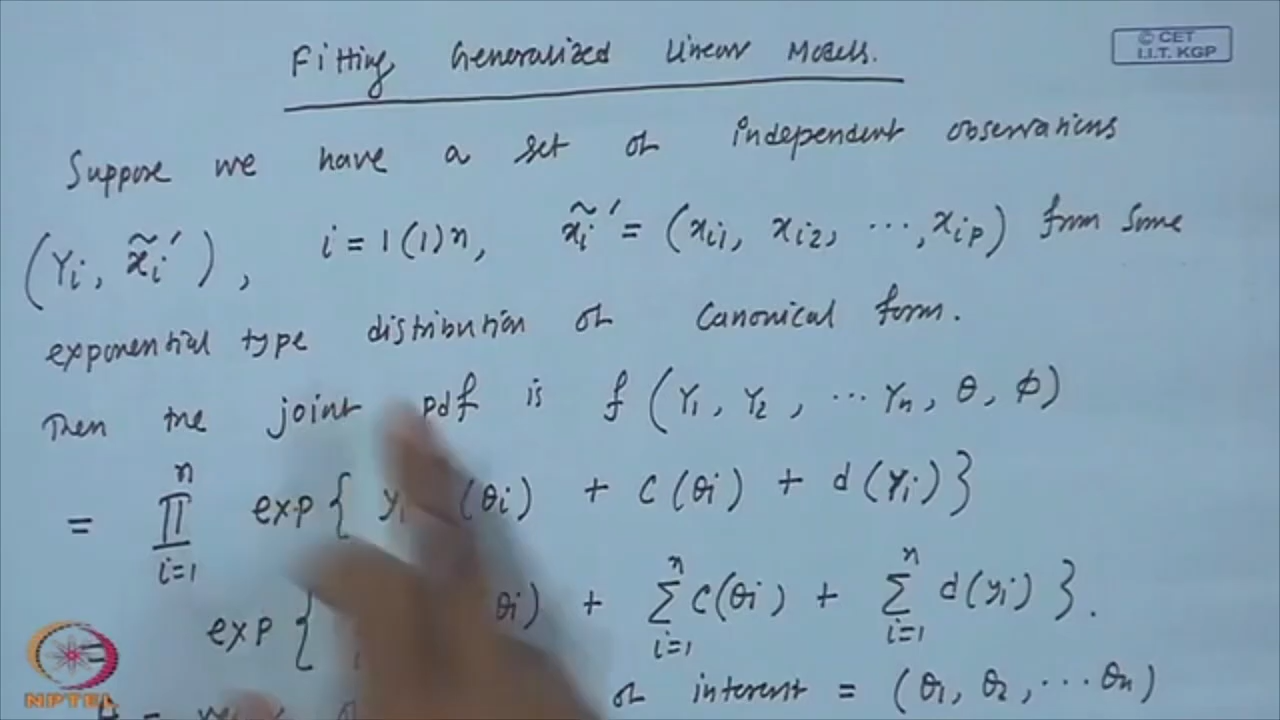 Fitting Generalized Linear Models.
© CET
I.I.T. KGP
Suppose we have a set of independent observations
(Yi, x̃i′), i = 1(1)n, x̃i′ = (xi1, xi2, ⋯, xip) from some
exponential type distribution of canonical form.
Then the joint pdf is f(Y1, Y2, ⋯ Yn, θ, ϕ)
= ∏_{i=1}^{n} exp{ yi (θi) + c(θi) + d(yi)}
exp{ θi) + ∑_{i=1}^{n} c(θi) + ∑_{i=1}^{n} d(yi) }.
of interest = (θ1, θ2, ⋯ θn)
NPTEL